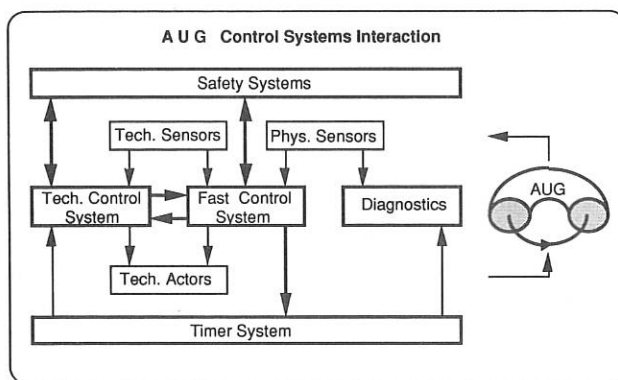 A U G Control Systems Interaction
Safety Systems
Tech. Sensors
Phys. Sensors
Tech. Control
System
Fast Control
System
Diagnostics
AUG
Tech. Actors
Timer System